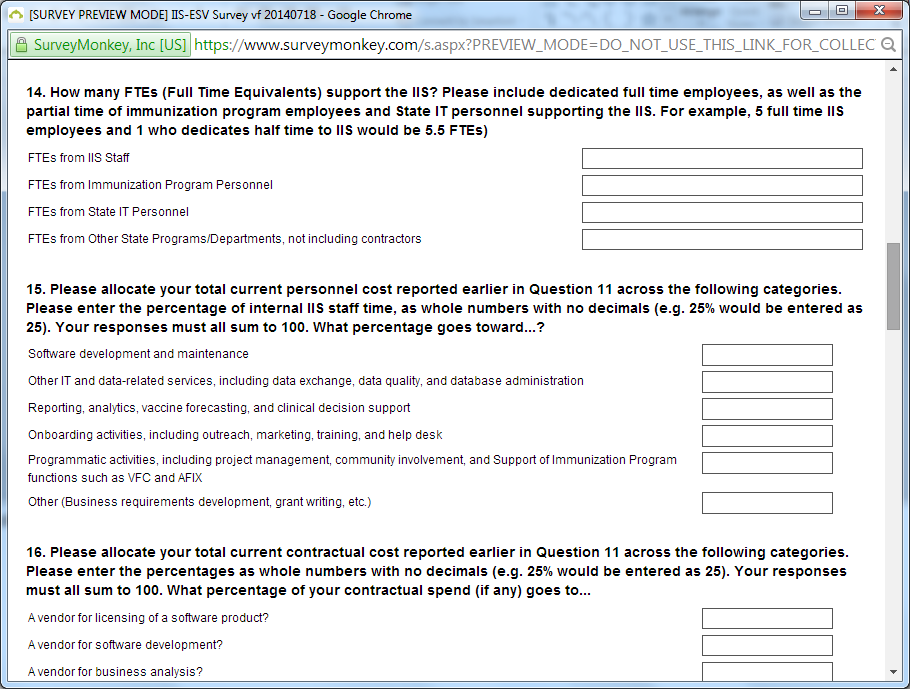 [SURVEY PREVIEW MODE] IIS-ESV Survey vf 20140718 - Google Chrome
SurveyMonkey, Inc [US] https://www.surveymonkey.com/s.aspx?PREVIEW_MODE=DO_NOT_USE_THIS_LINK_FOR_COLLEC
14. How many FTEs (Full Time Equivalents) support the IIS? Please include dedicated full time employees, as well as the
partial time of immunization program employees and State IT personnel supporting the IIS. For example, 5 full time IIS
employees and 1 who dedicates half time to IIS would be 5.5 FTEs)
FTEs from IIS Staff
FTEs from Immunization Program Personnel
FTEs from State IT Personnel
FTEs from Other State Programs/Departments, not including contractors
15. Please allocate your total current personnel cost reported earlier in Question 11 across the following categories.
Please enter the percentage of internal IIS staff time, as whole numbers with no decimals (e.g. 25% would be entered as
25). Your responses must all sum to 100. What percentage goes toward...?
Software development and maintenance
Other IT and data-related services, including data exchange, data quality, and database administration
Reporting, analytics, vaccine forecasting, and clinical decision support
Onboarding activities, including outreach, marketing, training, and help desk
Programmatic activities, including project management, community involvement, and Support of Immunization Program
functions such as VFC and AFIX
Other (Business requirements development, grant writing, etc.)
16. Please allocate your total current contractual cost reported earlier in Question 11 across the following categories.
Please enter the percentages as whole numbers with no decimals (e.g. 25% would be entered as 25). Your responses
must all sum to 100. What percentage of your contractual spend (if any) goes to...
A vendor for licensing of a software product?
A vendor for software development?
A vendor for business analysis?